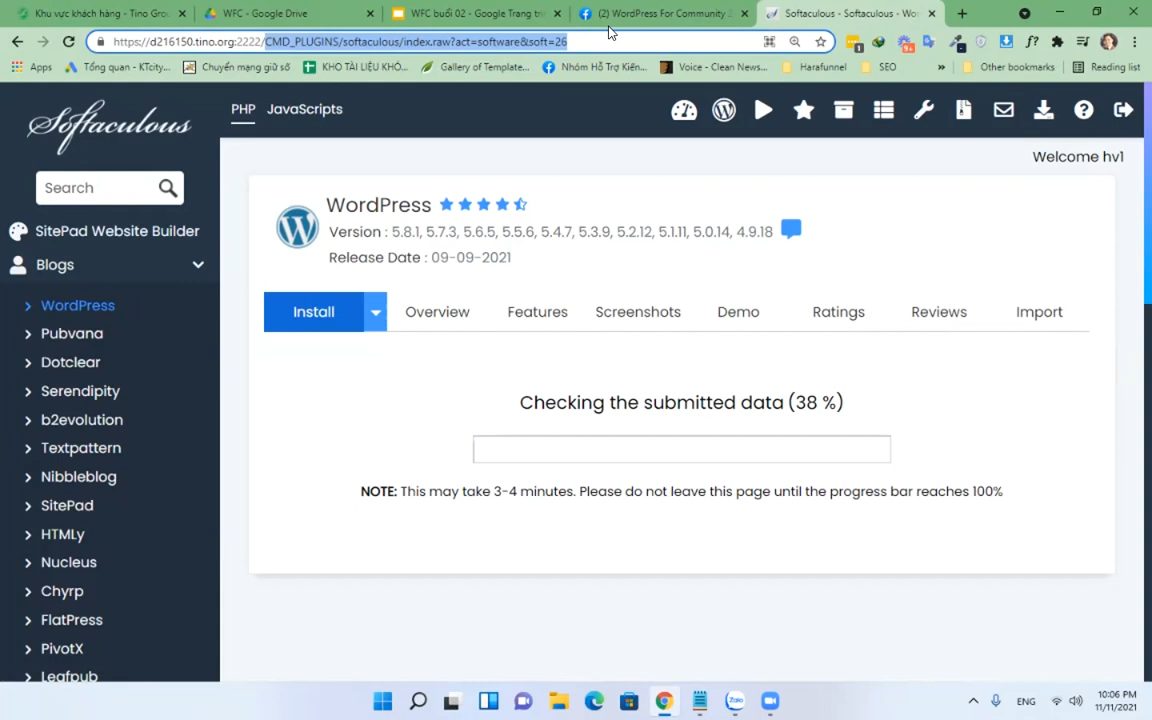 Khu vực khách hàng - Tino Grou
WFC - Google Drive
WFC buổi 02 - Google Trang trì
(2) WordPress For Community 2
Softaculous - Softaculous - Wor
https://d216150.tino.org:2222/CMD_PLUGINS/softaculous/index.raw?act=software&soft=26
Apps
Tổng quan - KTcity...
Chuyển mạng giữ số
KHO TÀI LIỆU KHÓ...
Gallery of Template...
Nhóm Hỗ Trợ Kiến...
Voice - Clean News...
Harafunnel
SEO
»
Other bookmarks
Reading list
Softaculous
PHP
JavaScripts
Welcome hv1
Search
SitePad Website Builder
Blogs
WordPress
Pubvana
Dotclear
Serendipity
b2evolution
Textpattern
Nibbleblog
SitePad
HTMLy
Nucleus
Chyrp
FlatPress
PivotX
Leafpub
WordPress
Version : 5.8.1, 5.7.3, 5.6.5, 5.5.6, 5.4.7, 5.3.9, 5.2.12, 5.1.11, 5.0.14, 4.9.18
Release Date : 09-09-2021
Install
Overview
Features
Screenshots
Demo
Ratings
Reviews
Import
Checking the submitted data (38 %)
NOTE: This may take 3-4 minutes. Please do not leave this page until the progress bar reaches 100%
Zalo
ENG
10:06 PM
11/11/2021